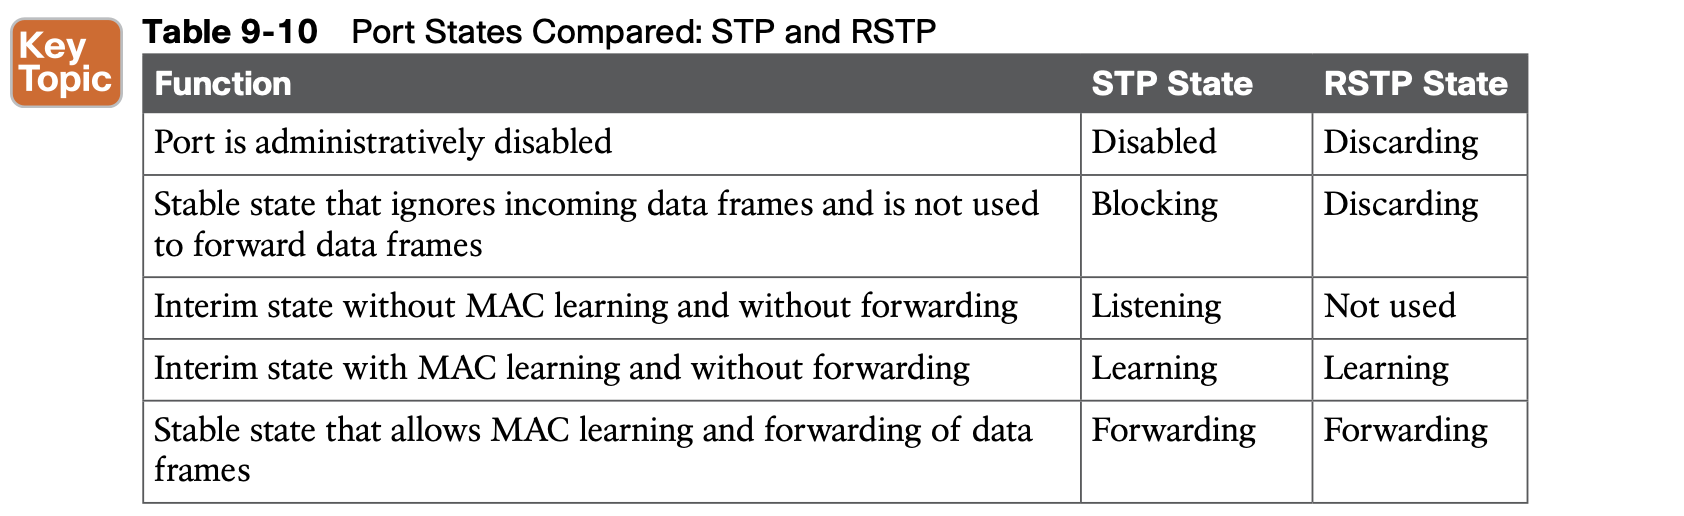 Key
Topic
Table 9-10 Port States Compared: STP and RSTP
Function STP State RSTP State
Port is administratively disabled Disabled Discarding
Stable state that ignores incoming data frames and is not used Blocking Discarding
to forward data frames
Interim state without MAC learning and without forwarding Listening Not used
Interim state with MAC learning and without forwarding Learning Learning
Stable state that allows MAC learning and forwarding of data Forwarding Forwarding
frames